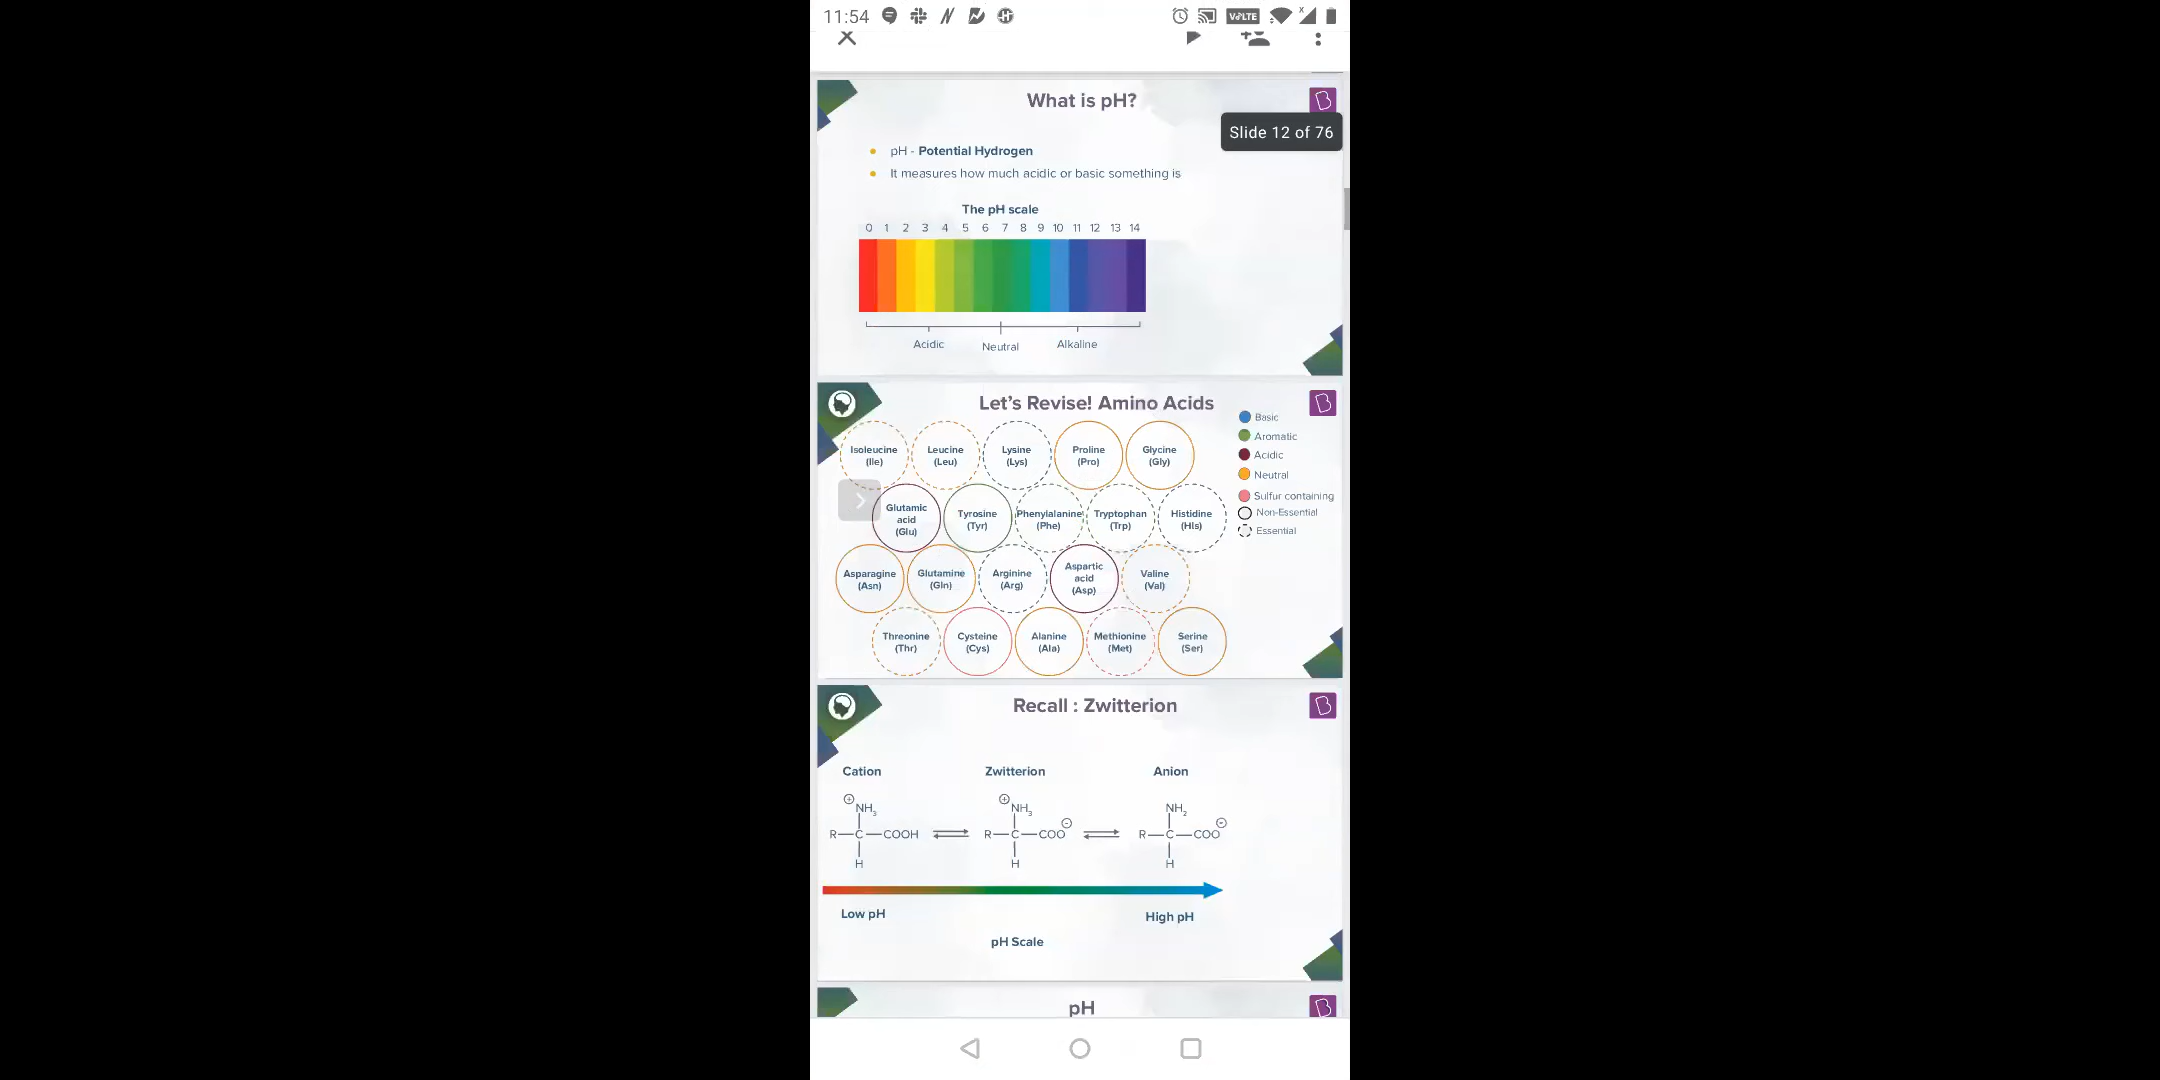 11:54
VoLTE
What is pH?
Slide 12 of 76
pH - Potential Hydrogen
It measures how much acidic or basic something is
The pH scale
0 1 2 3 4 5 6 7 8 9 10 11 12 13 14
Acidic
Neutral
Alkaline
Let's Revise! Amino Acids
Basic
Aromatic
Acidic
Neutral
Sulfur containing
Non-Essential
Essential
Isoleucine
(Ile)
Leucine
(Leu)
Lysine
(Lys)
Proline
(Pro)
Glycine
(Gly)
Glutamic
acid
(Glu)
Tyrosine
(Tyr)
Phenylalanine
(Phe)
Tryptophan
(Trp)
Histidine
(His)
Asparagine
(Asn)
Glutamine
(Gln)
Arginine
(Arg)
Aspartic
acid
(Asp)
Valine
(Val)
Threonine
(Thr)
Cysteine
(Cys)
Alanine
(Ala)
Methionine
(Met)
Serine
(Ser)
Recall : Zwitterion
Cation
Zwitterion
Anion
NH3
NH3
NH2
R C COOH
R C COO
R C COO
H
H
H
Low pH
High pH
pH Scale
pH